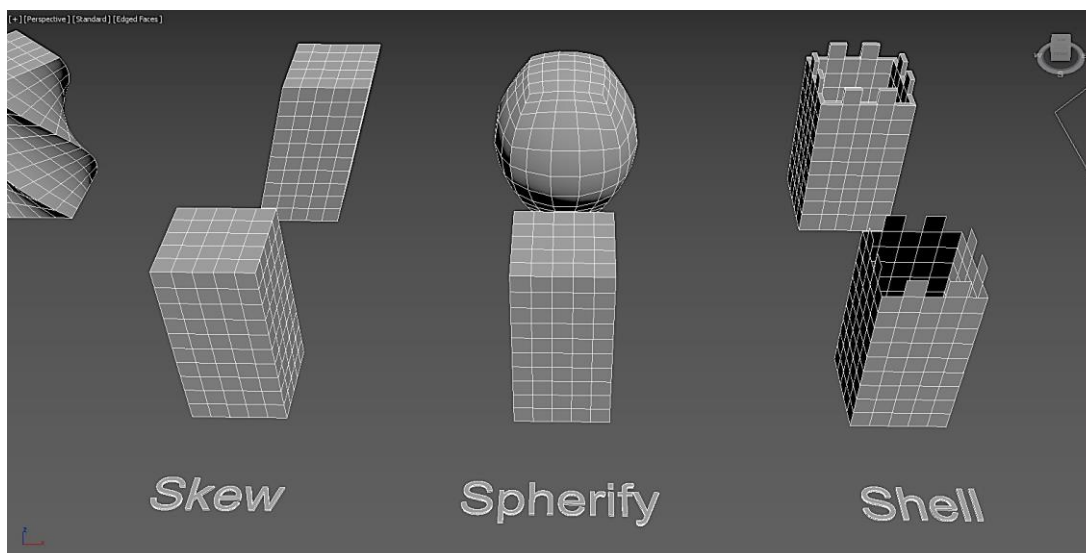 [ + ] [Perspective ] [Standard ] [Edged Faces ]
Skew
Spherify
Shell